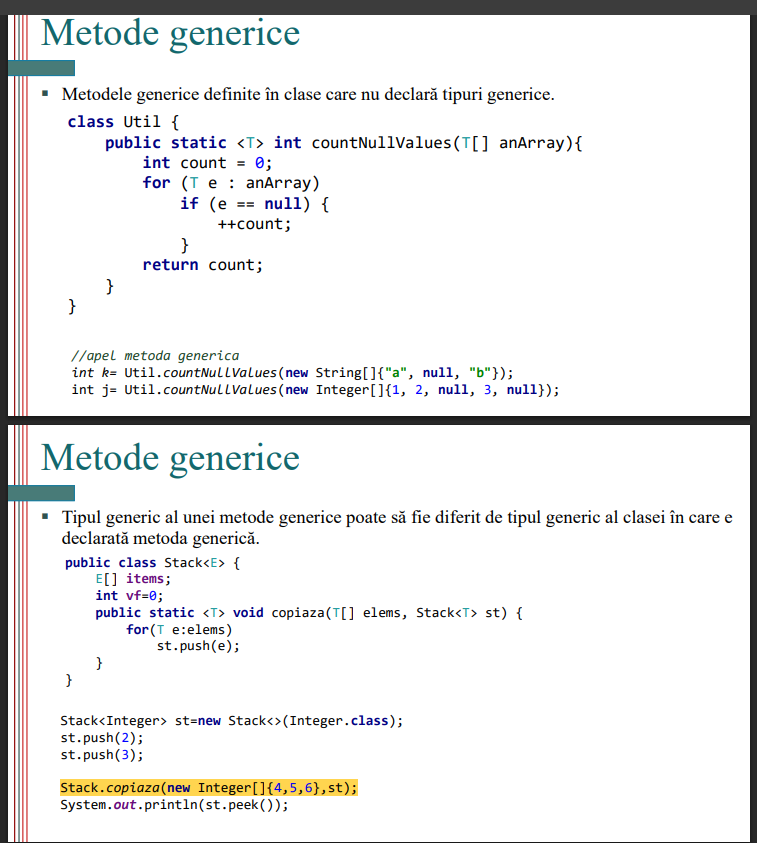 Metode generice
▪ Metodele generice definite în clase care nu declară tipuri generice.
class Util {
    public static <T> int countNullValues(T[] anArray){
        int count = 0;
        for (T e : anArray)
            if (e == null) {
                ++count;
            }
        return count;
    }
}
//apel metoda generica
int k= Util.countNullValues(new String[]{"a", null, "b"});
int j= Util.countNullValues(new Integer[]{1, 2, null, 3, null});
Metode generice
▪ Tipul generic al unei metode generice poate să fie diferit de tipul generic al clasei în care e
declarată metoda generică.
public class Stack<E> {
    E[] items;
    int vf=0;
    public static <T> void copiaza(T[] elems, Stack<T> st) {
        for(T e:elems)
            st.push(e);
    }
}
Stack<Integer> st=new Stack<>(Integer.class);
st.push(2);
st.push(3);
Stack.copiaza(new Integer[]{4,5,6},st);
System.out.println(st.peek());